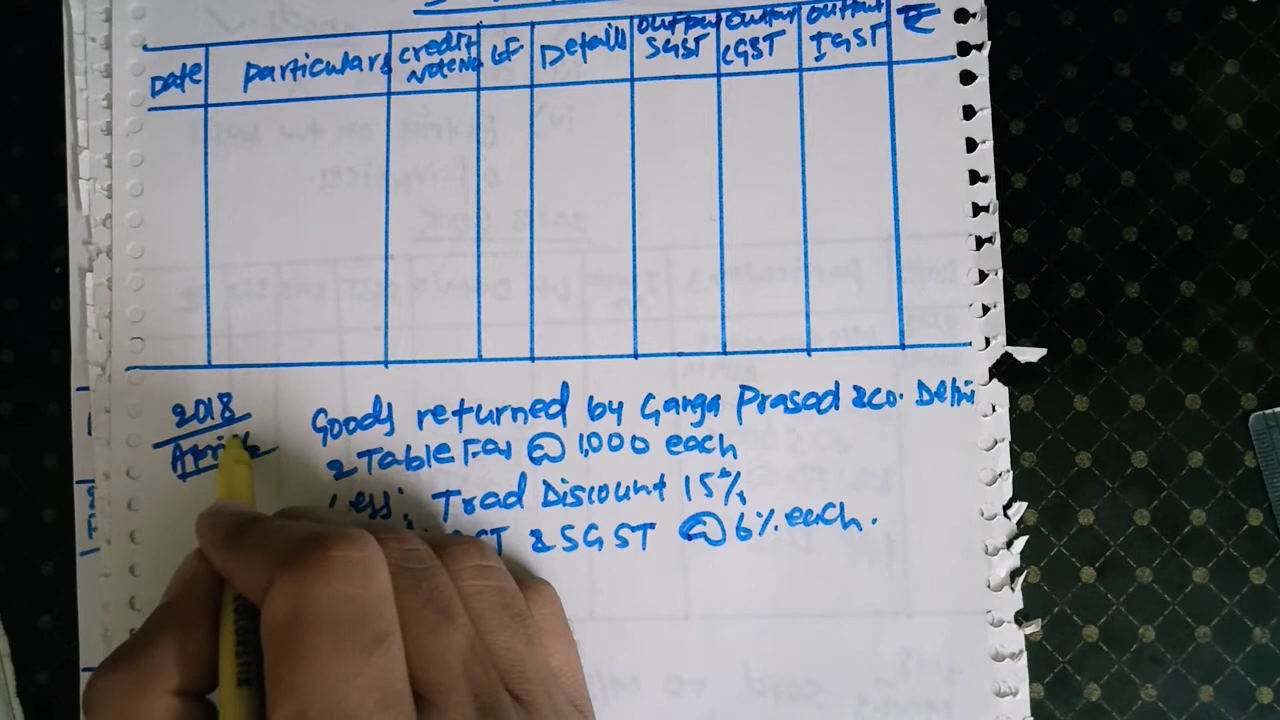 Date Particulars Credit Note No LF Details Output SGST Output CGST Output IGST ₹
2018
Goods returned by Ganga Prasad &co. Delhi
2 Table Fan @ 1,000 each
Less: Trad Discount 15%
& SGST @ 6% each.